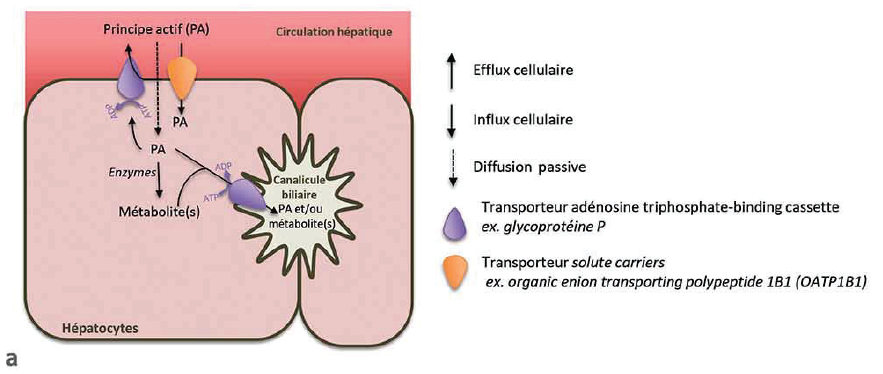 Principe actif (PA)
Circulation hépatique
ADP
ATP
PA
PA
Enzymes
Métabolite(s)
ADP
ATP
Canalicule
biliaire
PA et/ou
métabolite(s)
Hépatocytes
a
Efflux cellulaire
Influx cellulaire
Diffusion passive
Transporteur adénosine triphosphate-binding cassette
ex. glycoprotéine P
Transporteur solute carriers
ex. organic enion transporting polypeptide 1B1 (OATP1B1)